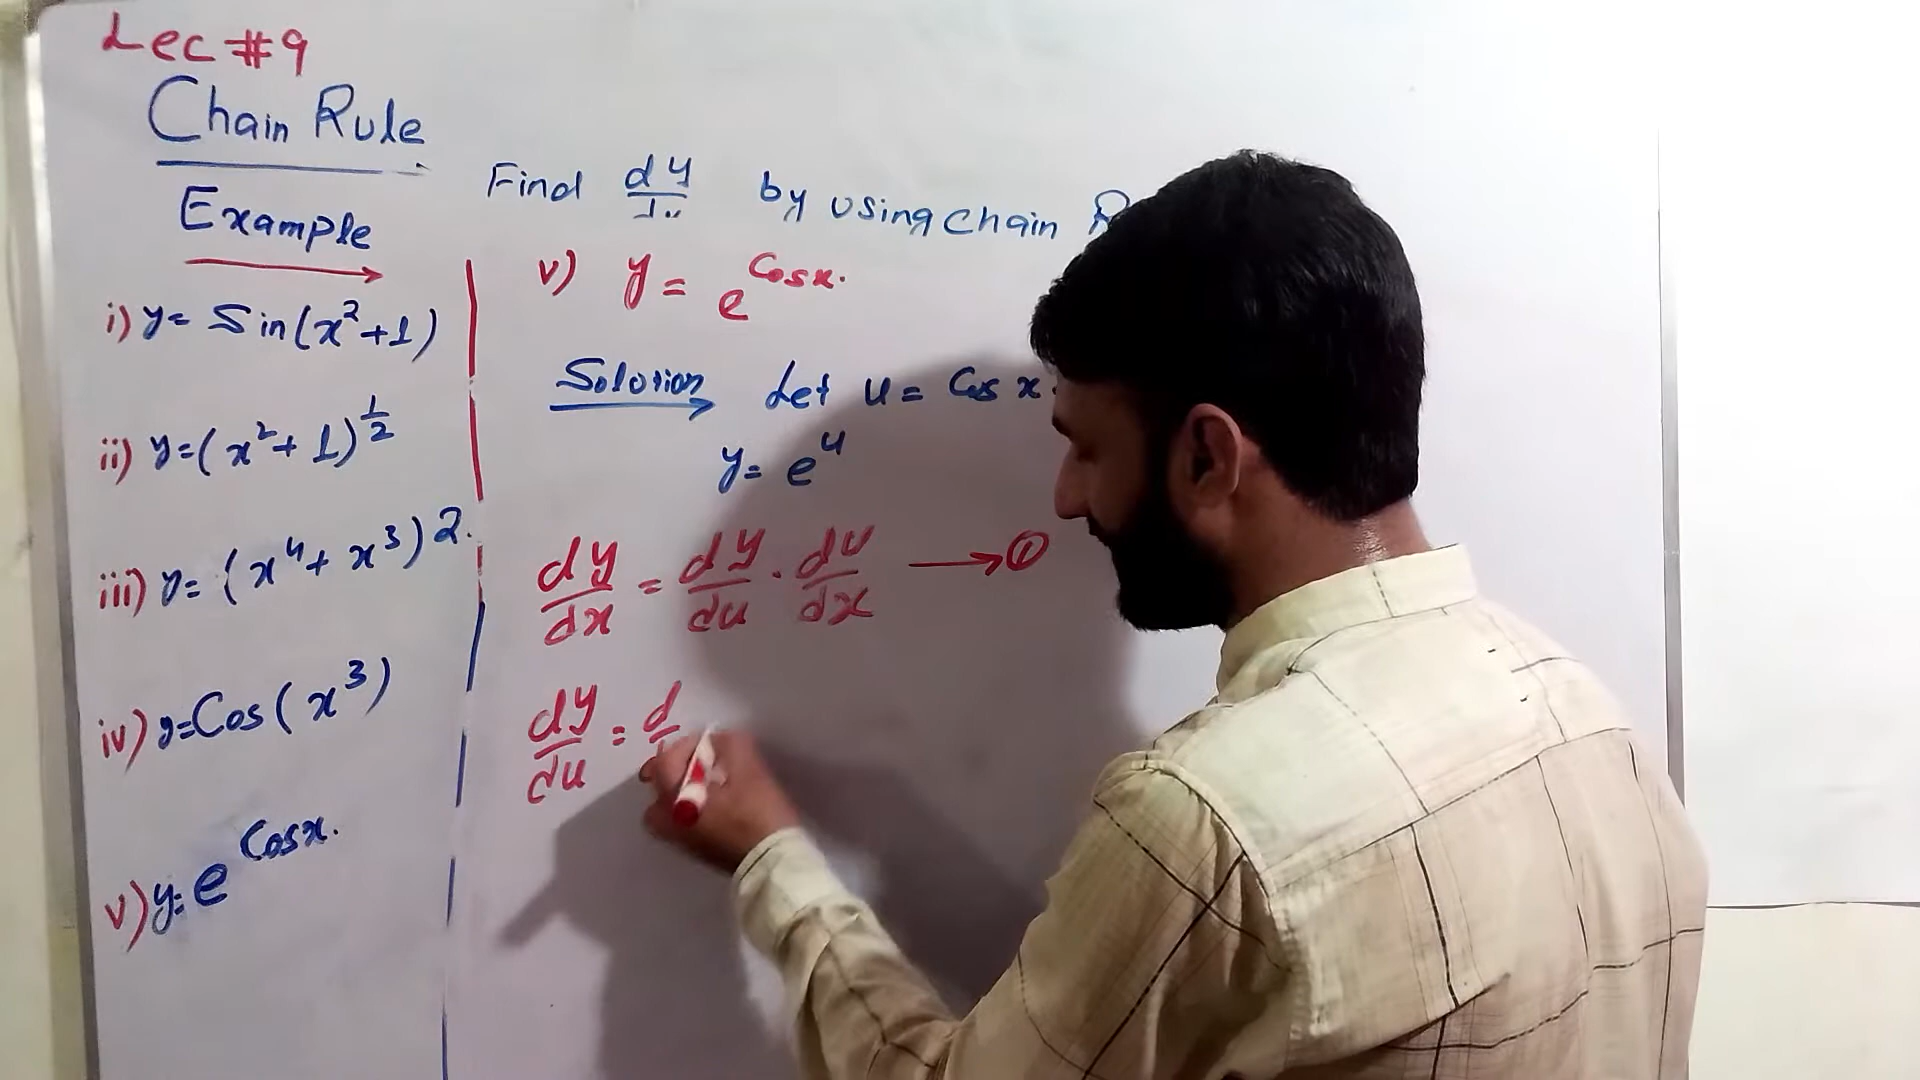 Lec #9
Chain Rule
Example
Find dy/dx by using chain
i) y= Sin(x²+1)
ii) y=(x²+1)^1/2
iii) y= (x⁴+x³)2.
iv) y=Cos(x³)
v) y= e^Cosx.
v) y= e^Cosx.
Solution Let u= Cos x.
y= e^u
dy/dx = dy/du . du/dx → ①
dy/du = d